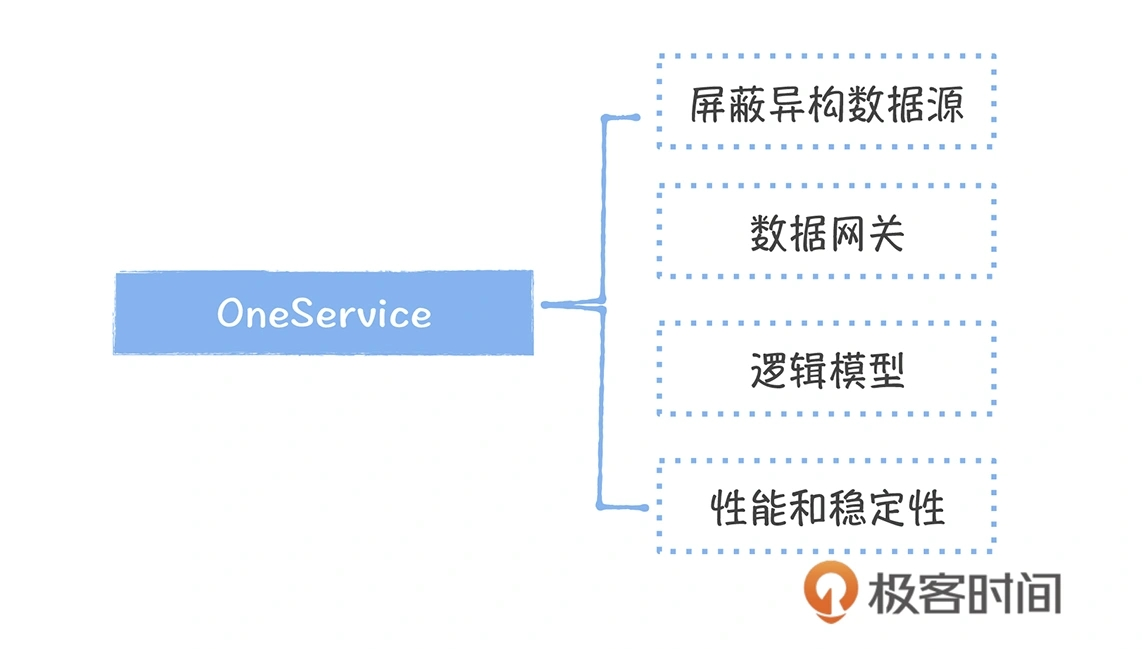 屏蔽异构数据源
数据网关
OneService
逻辑模型
性能和稳定性
极客时间